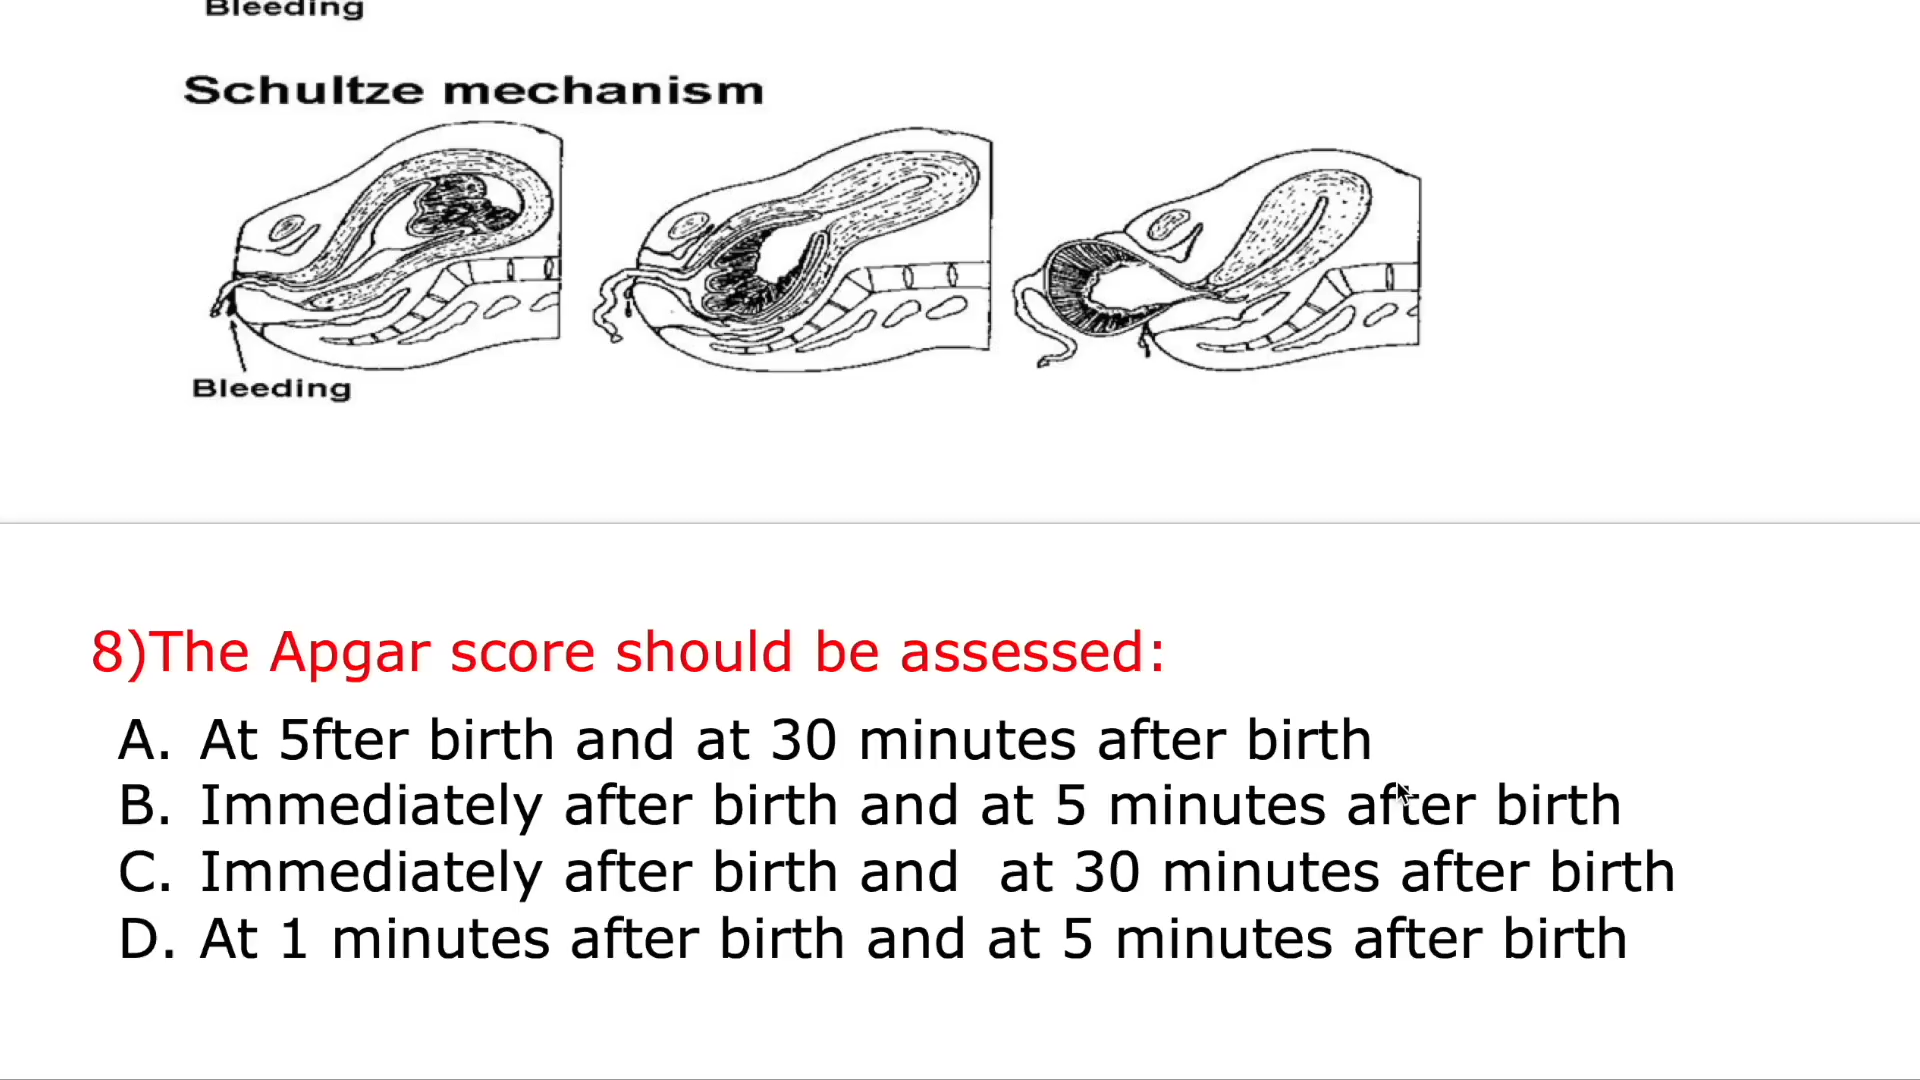 Bleeding
Schultze mechanism
Bleeding
8)The Apgar score should be assessed:
A. At 5fter birth and at 30 minutes after birth
B. Immediately after birth and at 5 minutes after birth
C. Immediately after birth and at 30 minutes after birth
D. At 1 minutes after birth and at 5 minutes after birth